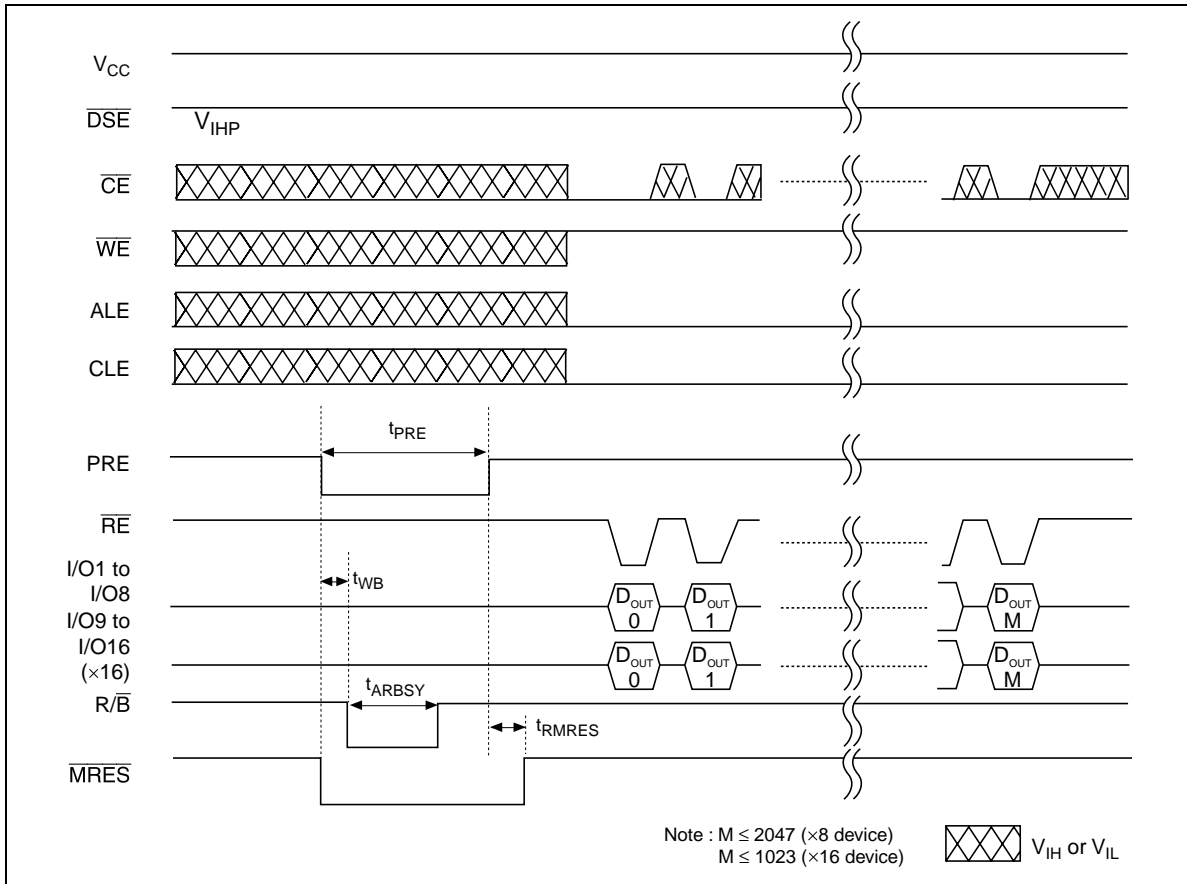 VCC
DSE
VIHP
CE
WE
ALE
CLE
tPRE
PRE
RE
I/O1 to
I/O8
tWB
DOUT
0
DOUT
1
DOUT
M
I/O9 to
I/O16
(×16)
DOUT
0
DOUT
1
DOUT
M
R/B
tARBSY
tRMRES
MRES
Note : M ≤ 2047 (×8 device)
M ≤ 1023 (×16 device)
VIH or VIL